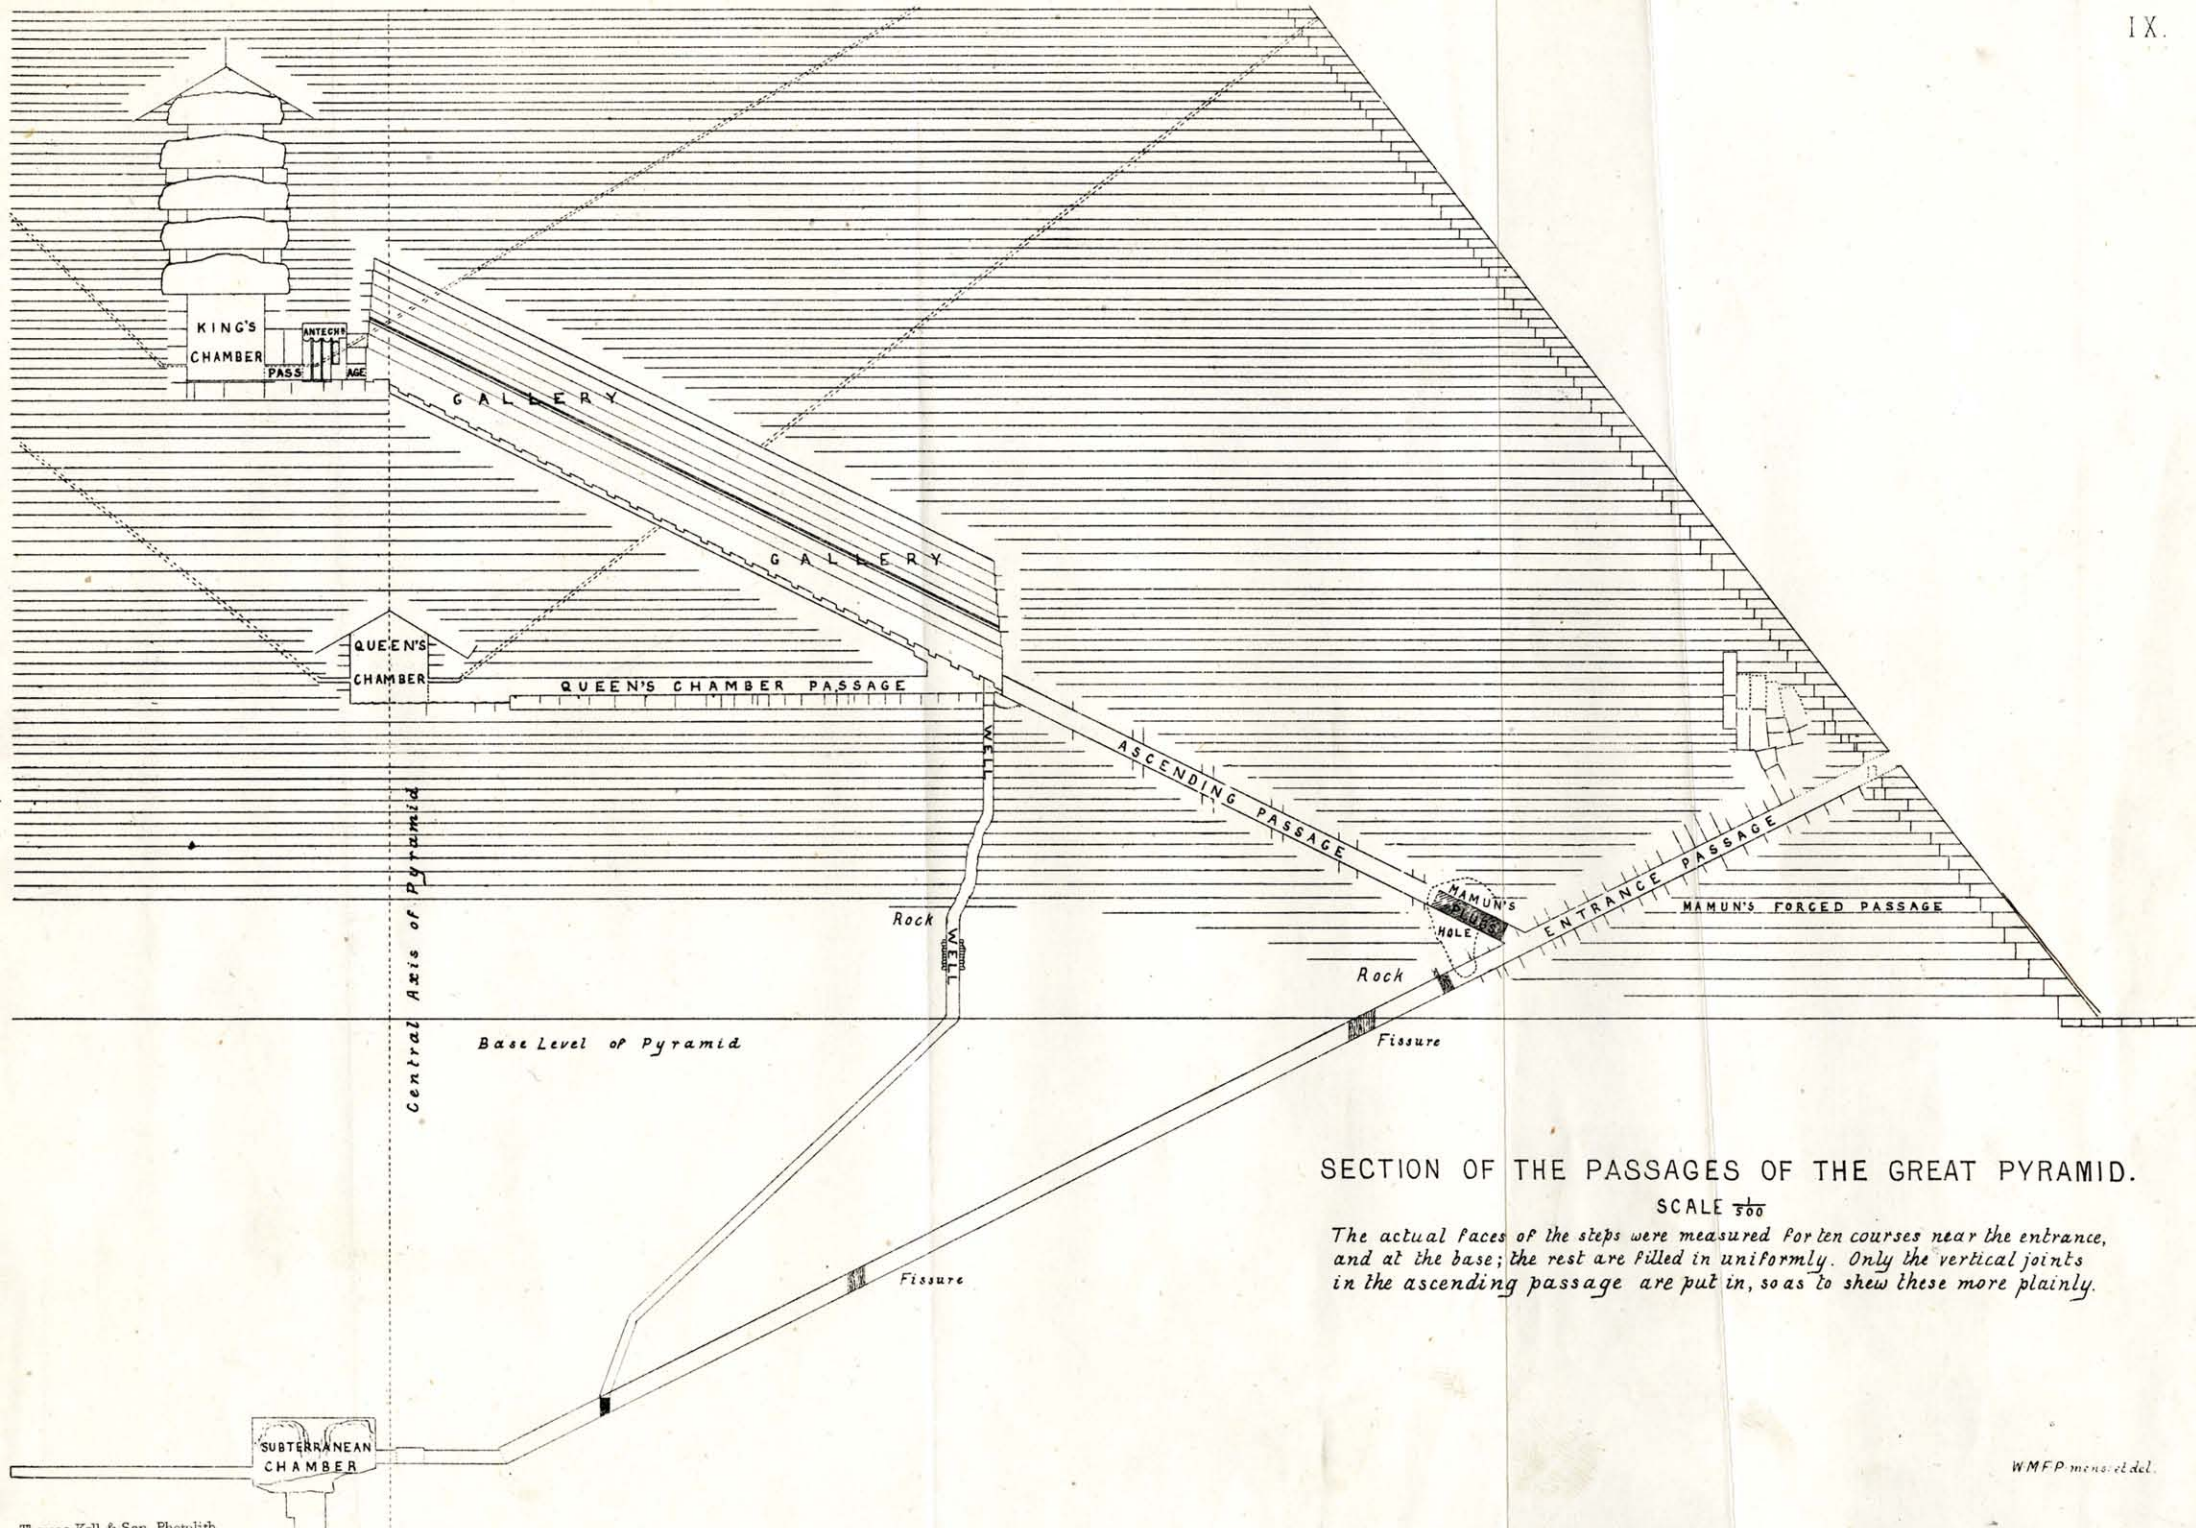 IX.
KING'S
CHAMBER
ANTECHR
PASS
AGE
GALLERY
GALLERY
QUEEN'S
CHAMBER
QUEEN'S CHAMBER PASSAGE
WELL
ASCENDING PASSAGE
Central Axis of Pyramid
MAMUN'S
PLUGS
HOLE
ENTRANCE PASSAGE
MAMUN'S FORCED PASSAGE
Rock
WELL
Rock
Base Level of Pyramid
Fissure
SECTION OF THE PASSAGES OF THE GREAT PYRAMID.
SCALE 1/500
The actual faces of the steps were measured for ten courses near the entrance,
and at the base; the rest are filled in uniformly. Only the vertical joints
in the ascending passage are put in, so as to shew these more plainly.
Fissure
SUBTERRANEAN
CHAMBER
W.M.F.P. mens. et del.
& Son, Photolith.